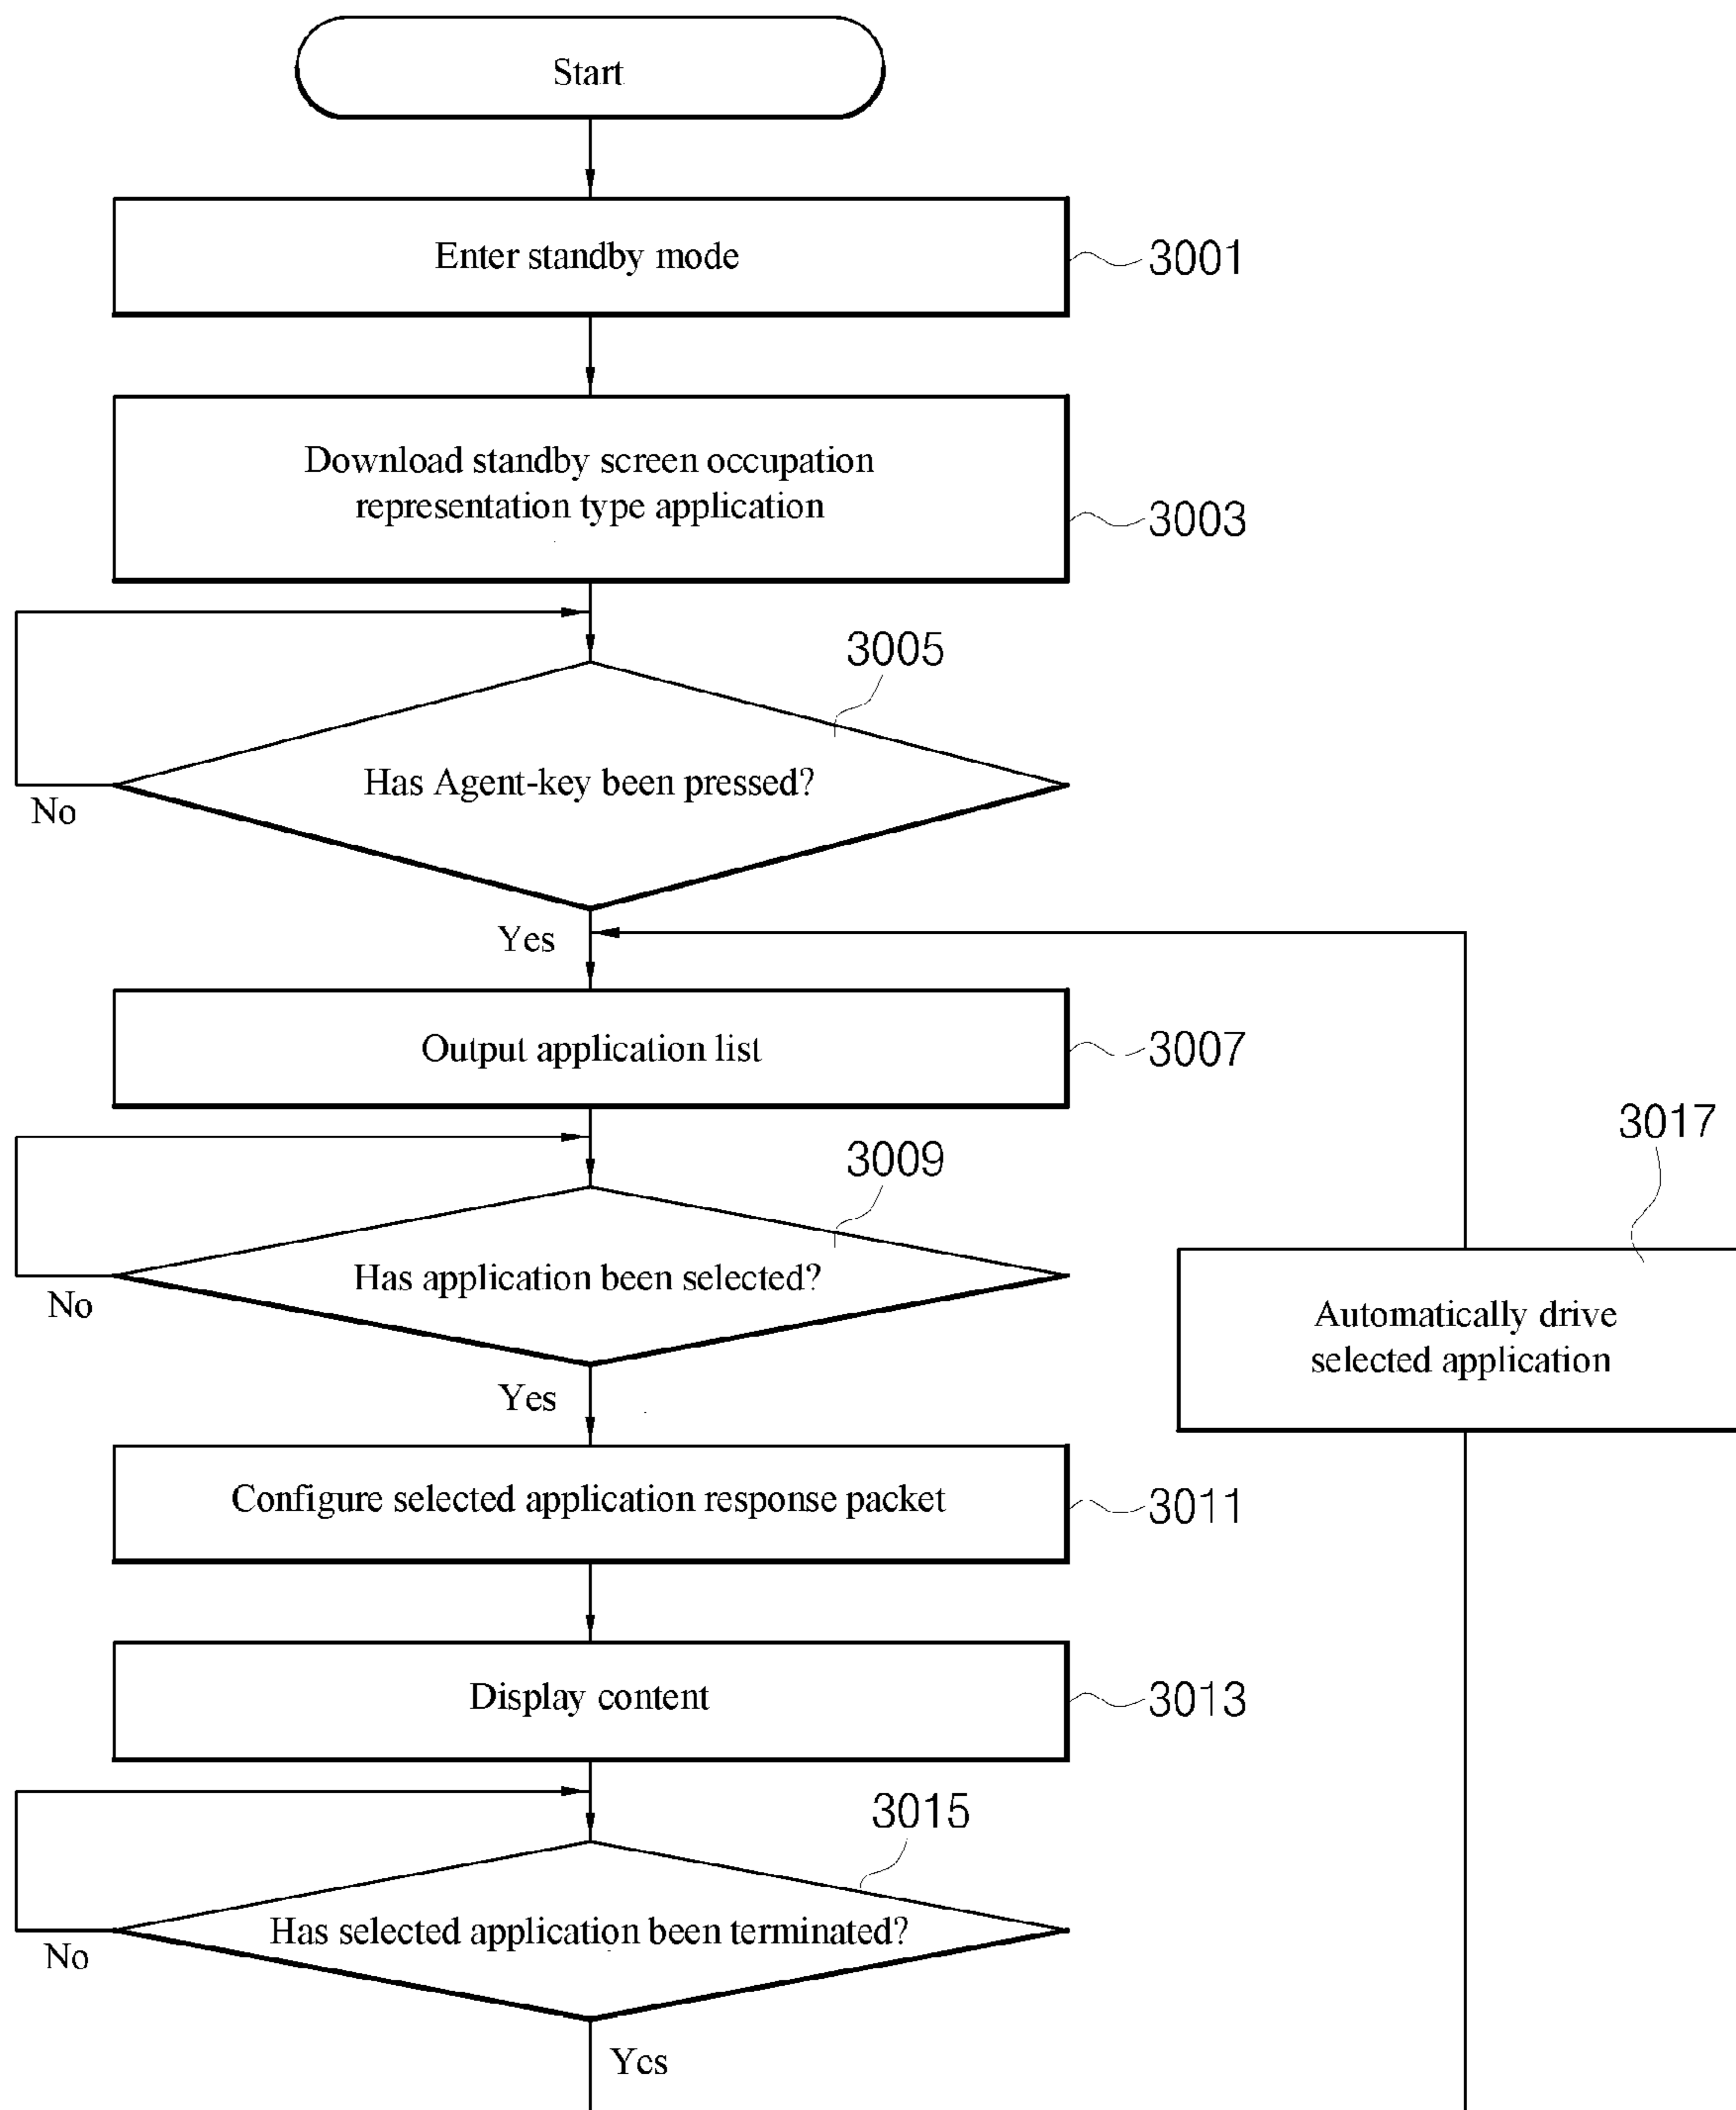 Start
Enter standby mode
3001
Download standby screen occupation
representation type application
3003
3005
Has Agent-key been pressed?
No
Yes
Output application list
3007
3009
Has application been selected?
No
3017
Automatically drive
selected application
Yes
Configure selected application response packet
3011
Display content
3013
3015
Has selected application been terminated?
No
Yes